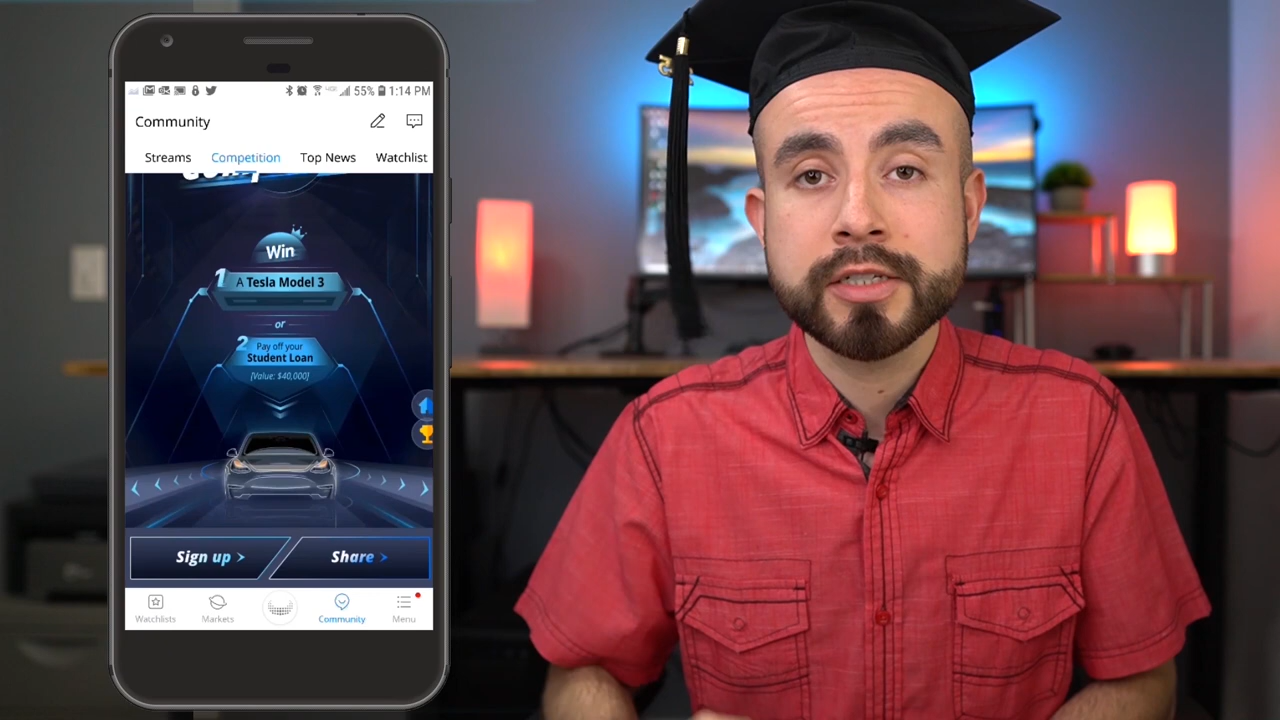 55% 1:14 PM
Community
Streams Competition Top News Watchlist
Win
1 A Tesla Model 3
or
2 Pay off your
Student Loan
[Value: $40,000]
Sign up > Share >
Watchlists Markets Community Menu